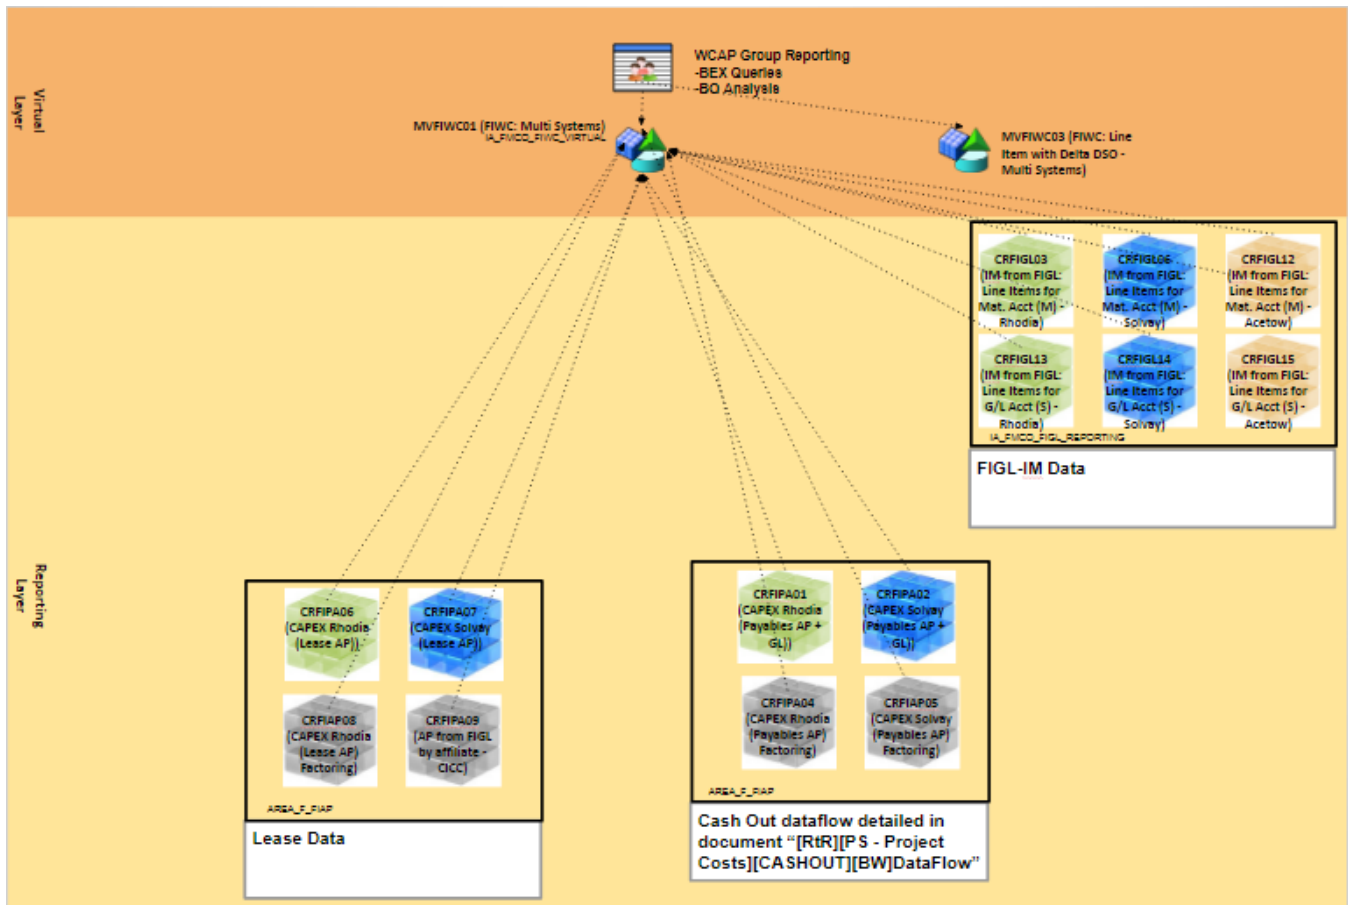 Virtual
Layer
WCAP Group Reporting
-BEX Queries
-BO Analysis
MVFIWC01 (FIWC: Multi Systems)
IA_FMCO_FIWC_VIRTUAL
MVFIWC03 (FIWC: Line
Item with Delta DSO -
Multi Systems)
Reporting
Layer
CRFIGL03
(IM from FIGL:
Line Items for
Mat. Acct (M) -
Rhodia)
CRFIGL06
(IM from FIGL:
Line Items for
Mat. Acct (M) -
Solvay)
CRFIGL12
(IM from FIGL:
Line Items for
Mat. Acct (M) -
Acetow)
CRFIGL13
(IM from FIGL:
Line Items for
G/L Acct (S) -
Rhodia)
CRFIGL14
(IM from FIGL:
Line Items for
G/L Acct (S) -
Solvay)
CRFIGL15
(IM from FIGL:
Line Items for
G/L Acct (S) -
Acetow)
IA_FMCO_FIGL_REPORTING
FIGL-IM Data
CRFIPA06
(CAPEX Rhodia
(Lease AP))
CRFIPA07
(CAPEX Solvay
(Lease AP))
CRFIAP08
(CAPEX Rhodia
(Lease AP)
Factoring)
CRFIPA09
(AP from FIGL
by affiliate -
CICC)
AREA_F_FIAP
Lease Data
CRFIPA01
(CAPEX Rhodia
(Payables AP +
GL))
CRFIPA02
(CAPEX Solvay
(Payables AP +
GL))
CRFIPA04
(CAPEX Rhodia
(Payables AP)
Factoring)
CRFIAP05
(CAPEX Solvay
(Payables AP)
Factoring)
AREA_F_FIAP
Cash Out dataflow detailed in
document “[RtR][PS - Project
Costs][CASHOUT][BW]DataFlow”